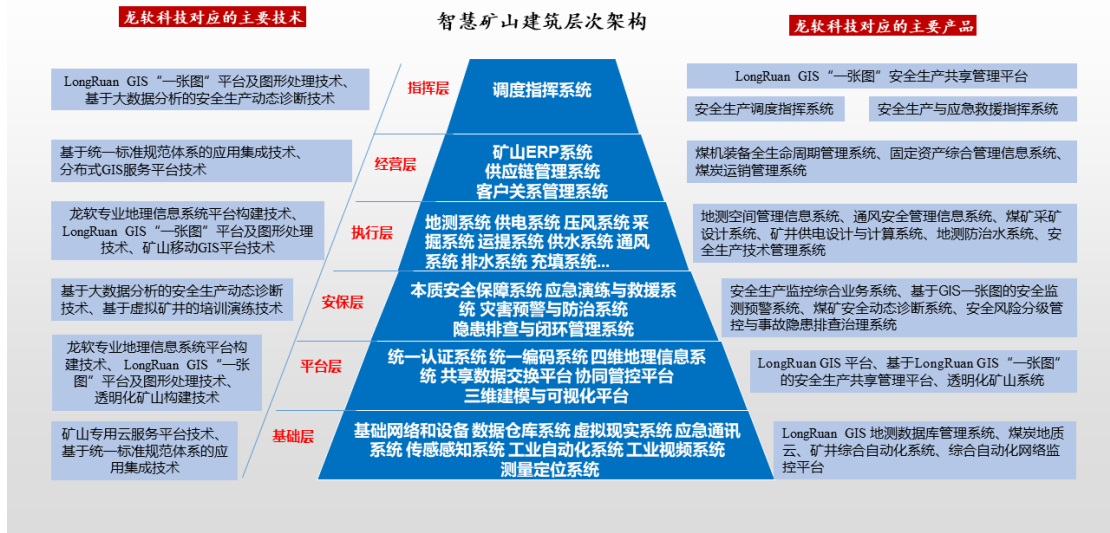 龙软科技对应的主要技术
智慧矿山建筑层次架构
龙软科技对应的主要产品
LongRuan GIS“一张图”平台及图形处理技术、
基于大数据分析的安全生产动态诊断技术
指挥层
调度指挥系统
LongRuan GIS“一张图”安全生产共享管理平台
安全生产调度指挥系统
安全生产与应急救援指挥系统
基于统一标准规范体系的应用集成技术、
分布式GIS服务平台技术
经营层
矿山ERP系统
供应链管理系统
客户关系管理系统
煤机装备全生命周期管理系统、固定资产综合管理信息系统、
煤炭运销管理系统
龙软专业地理信息系统平台构建技术、
LongRuan GIS“一张图”平台及图形处理
技术、矿山移动GIS平台技术
执行层
地测系统 供电系统 压风系统 采
掘系统 运提系统 供水系统 通风
系统 排水系统 充填系统...
地测空间管理信息系统、通风安全管理信息系统、煤矿采矿
设计系统、矿井供电设计与计算系统、地测防治水系统、安
全生产技术管理系统
基于大数据分析的安全生产动态诊断
技术、基于虚拟矿井的培训演练技术
安保层
本质安全保障系统 应急演练与救援系
统 灾害预警与防治系统
隐患排查与闭环管理系统
安全生产监控综合业务系统、基于GIS一张图的安全监
测预警系统、煤矿安全动态诊断系统、安全风险分级管
控与事故隐患排查治理系统
龙软专业地理信息系统平台构
建技术、LongRuan GIS“一张
图”平台及图形处理技术、
透明化矿山构建技术
平台层
统一认证系统 统一编码系统 四维地理信息系
统 共享数据交换平台 协同管控平台
三维建模与可视化平台
LongRuan GIS 平台、基于LongRuan GIS“一张图”
的安全生产共享管理平台、透明化矿山系统
矿山专用云服务平台技术、
基于统一标准规范体系的应
用集成技术
基础层
基础网络和设备 数据仓库系统 虚拟现实系统 应急通讯
系统 传感感知系统 工业自动化系统 工业视频系统
测量定位系统
LongRuan GIS 地测数据库管理系统、煤炭地质
云、矿井综合自动化系统、综合自动化网络监
控平台